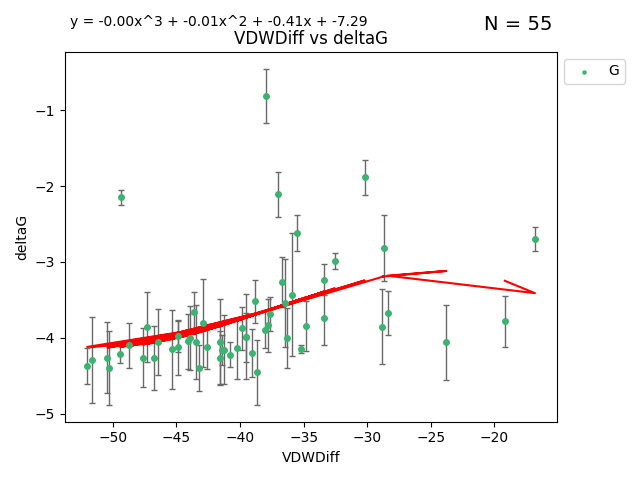 y = -0.00x^3 + -0.01x^2 + -0.41x + -7.29
N = 55
VDWDiff vs deltaG
G
−1
−2
−3
−4
−5
deltaG
−50 −45 −40 −35 −30 −25 −20
VDWDiff